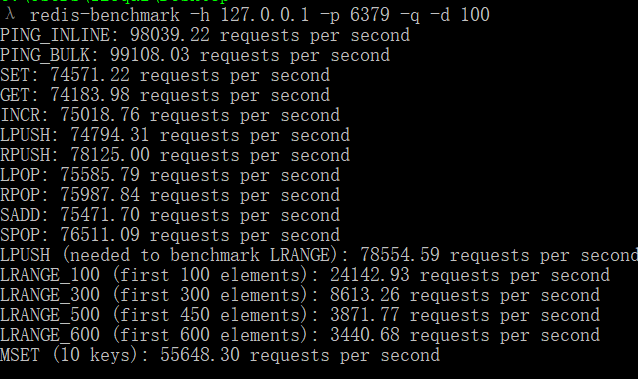 λ redis-benchmark -h 127.0.0.1 -p 6379 -q -d 100
PING_INLINE: 98039.22 requests per second
PING_BULK: 99108.03 requests per second
SET: 74571.22 requests per second
GET: 74183.98 requests per second
INCR: 75018.76 requests per second
LPUSH: 74794.31 requests per second
RPUSH: 78125.00 requests per second
LPOP: 75585.79 requests per second
RPOP: 75987.84 requests per second
SADD: 75471.70 requests per second
SPOP: 76511.09 requests per second
LPUSH (needed to benchmark LRANGE): 78554.59 requests per second
LRANGE_100 (first 100 elements): 24142.93 requests per second
LRANGE_300 (first 300 elements): 8613.26 requests per second
LRANGE_500 (first 450 elements): 3871.77 requests per second
LRANGE_600 (first 600 elements): 3440.68 requests per second
MSET (10 keys): 55648.30 requests per second